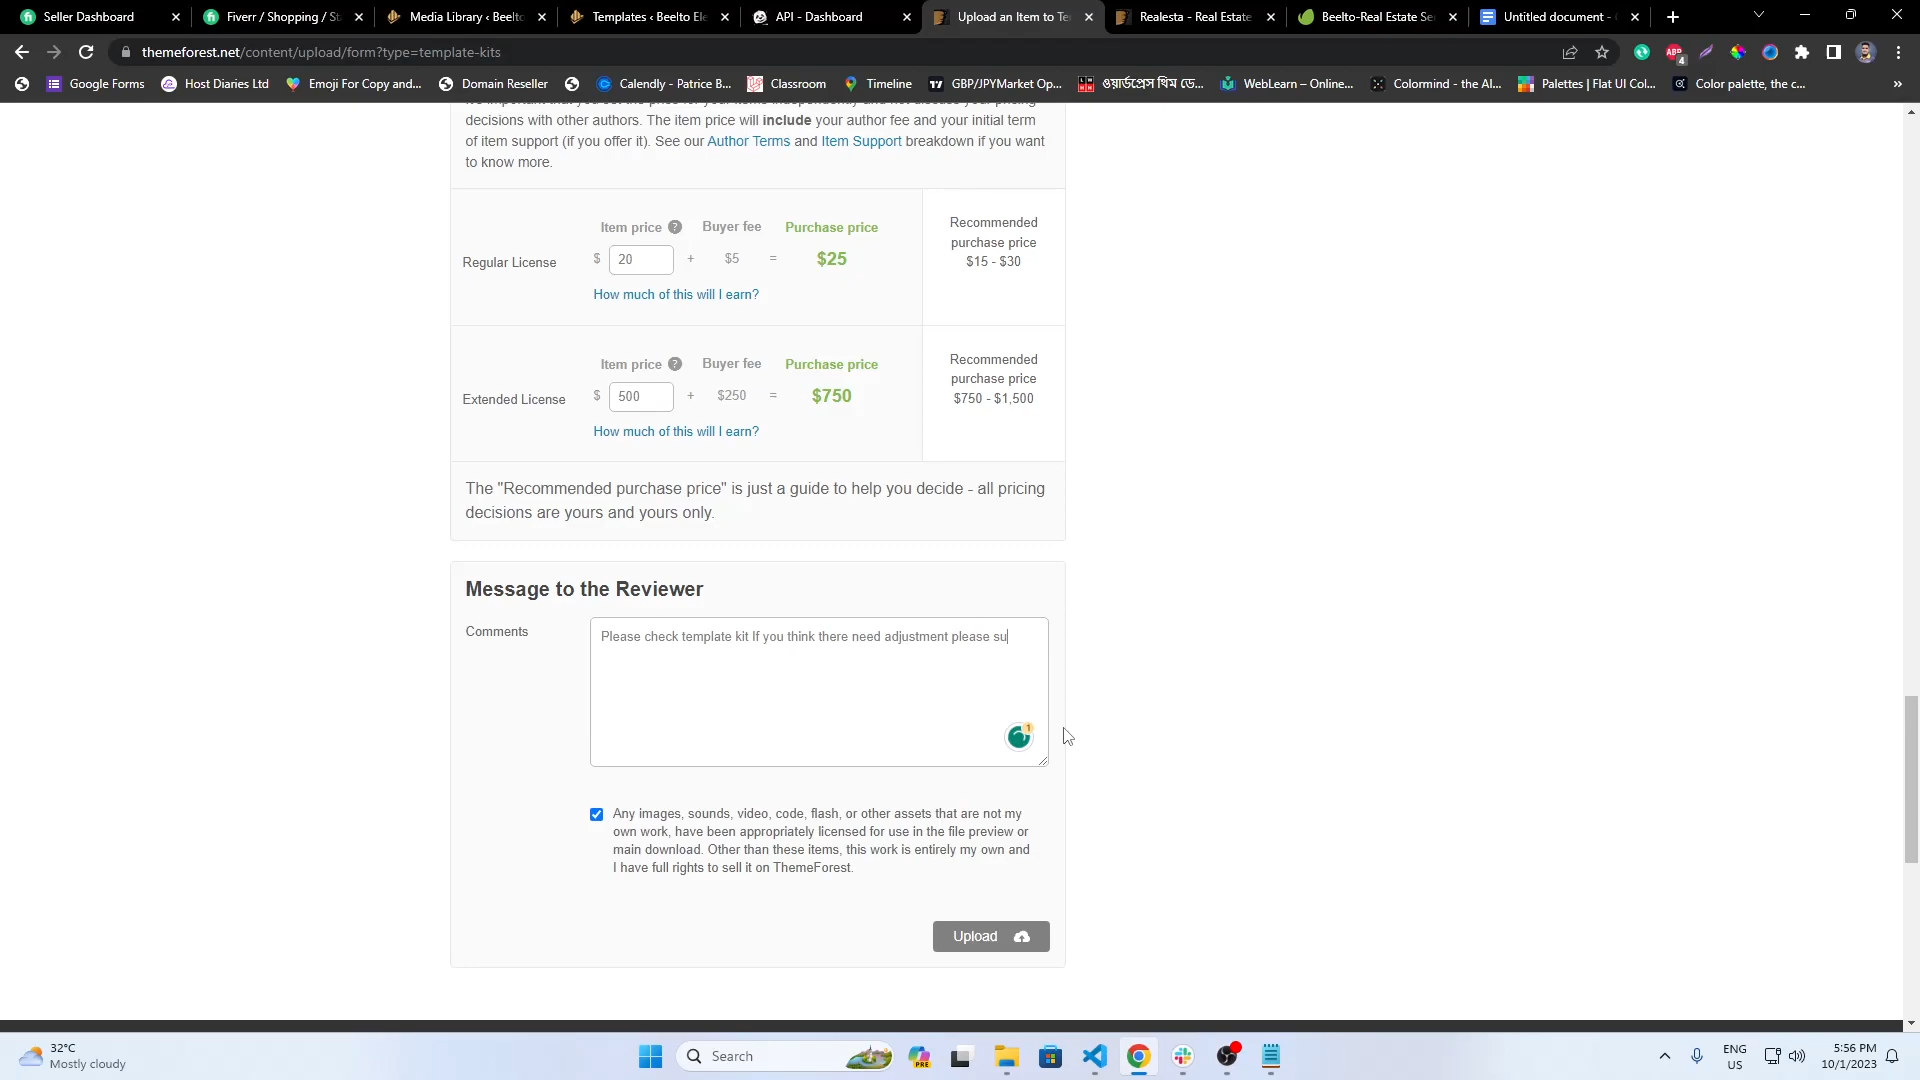 Seller Dashboard
Fiverr / Shopping / St
Media Library ‹ Beelto
Templates ‹ Beelto Ele
API - Dashboard
Upload an Item to Te
Realesta - Real Estate
Beelto-Real Estate Se
Untitled document -
themeforest.net/content/upload/form?type=template-kits
ABP
4
Google Forms
Host Diaries Ltd
Emoji For Copy and...
Domain Reseller
Calendly - Patrice B...
Classroom
Timeline
GBP/JPYMarket Op...
ওয়ার্ডপ্রেস থিম ডে...
WebLearn – Online...
Colormind - the AI...
Palettes | Flat UI Col...
Color palette, the c...
»
decisions with other authors. The item price will include your author fee and your initial term
of item support (if you offer it). See our Author Terms and Item Support breakdown if you want
to know more.
Item price ? Buyer fee Purchase price
Regular License $ 20 + $5 = $25
How much of this will I earn?
Recommended
purchase price
$15 - $30
Item price ? Buyer fee Purchase price
Extended License $ 500 + $250 = $750
How much of this will I earn?
Recommended
purchase price
$750 - $1,500
The "Recommended purchase price" is just a guide to help you decide - all pricing
decisions are yours and yours only.
Message to the Reviewer
Comments
Please check template kit If you think there need adjustment please su
1
Any images, sounds, video, code, flash, or other assets that are not my
own work, have been appropriately licensed for use in the file preview or
main download. Other than these items, this work is entirely my own and
I have full rights to sell it on ThemeForest.
Upload
32°C
Mostly cloudy
Search
PRE
ENG
US
5:56 PM
10/1/2023